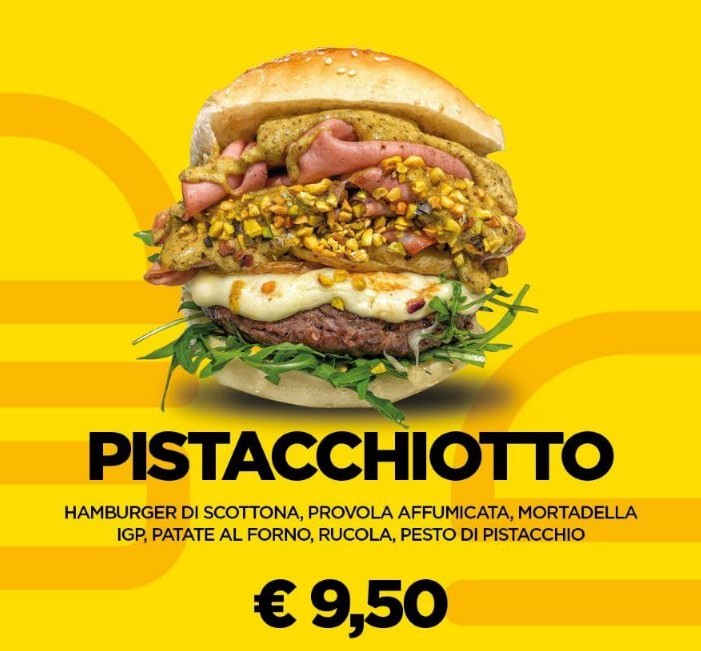 PISTACCHIOTTO
HAMBURGER DI SCOTTONA, PROVOLA AFFUMICATA, MORTADELLA
IGP, PATATE AL FORNO, RUCOLA, PESTO DI PISTACCHIO
€ 9,50